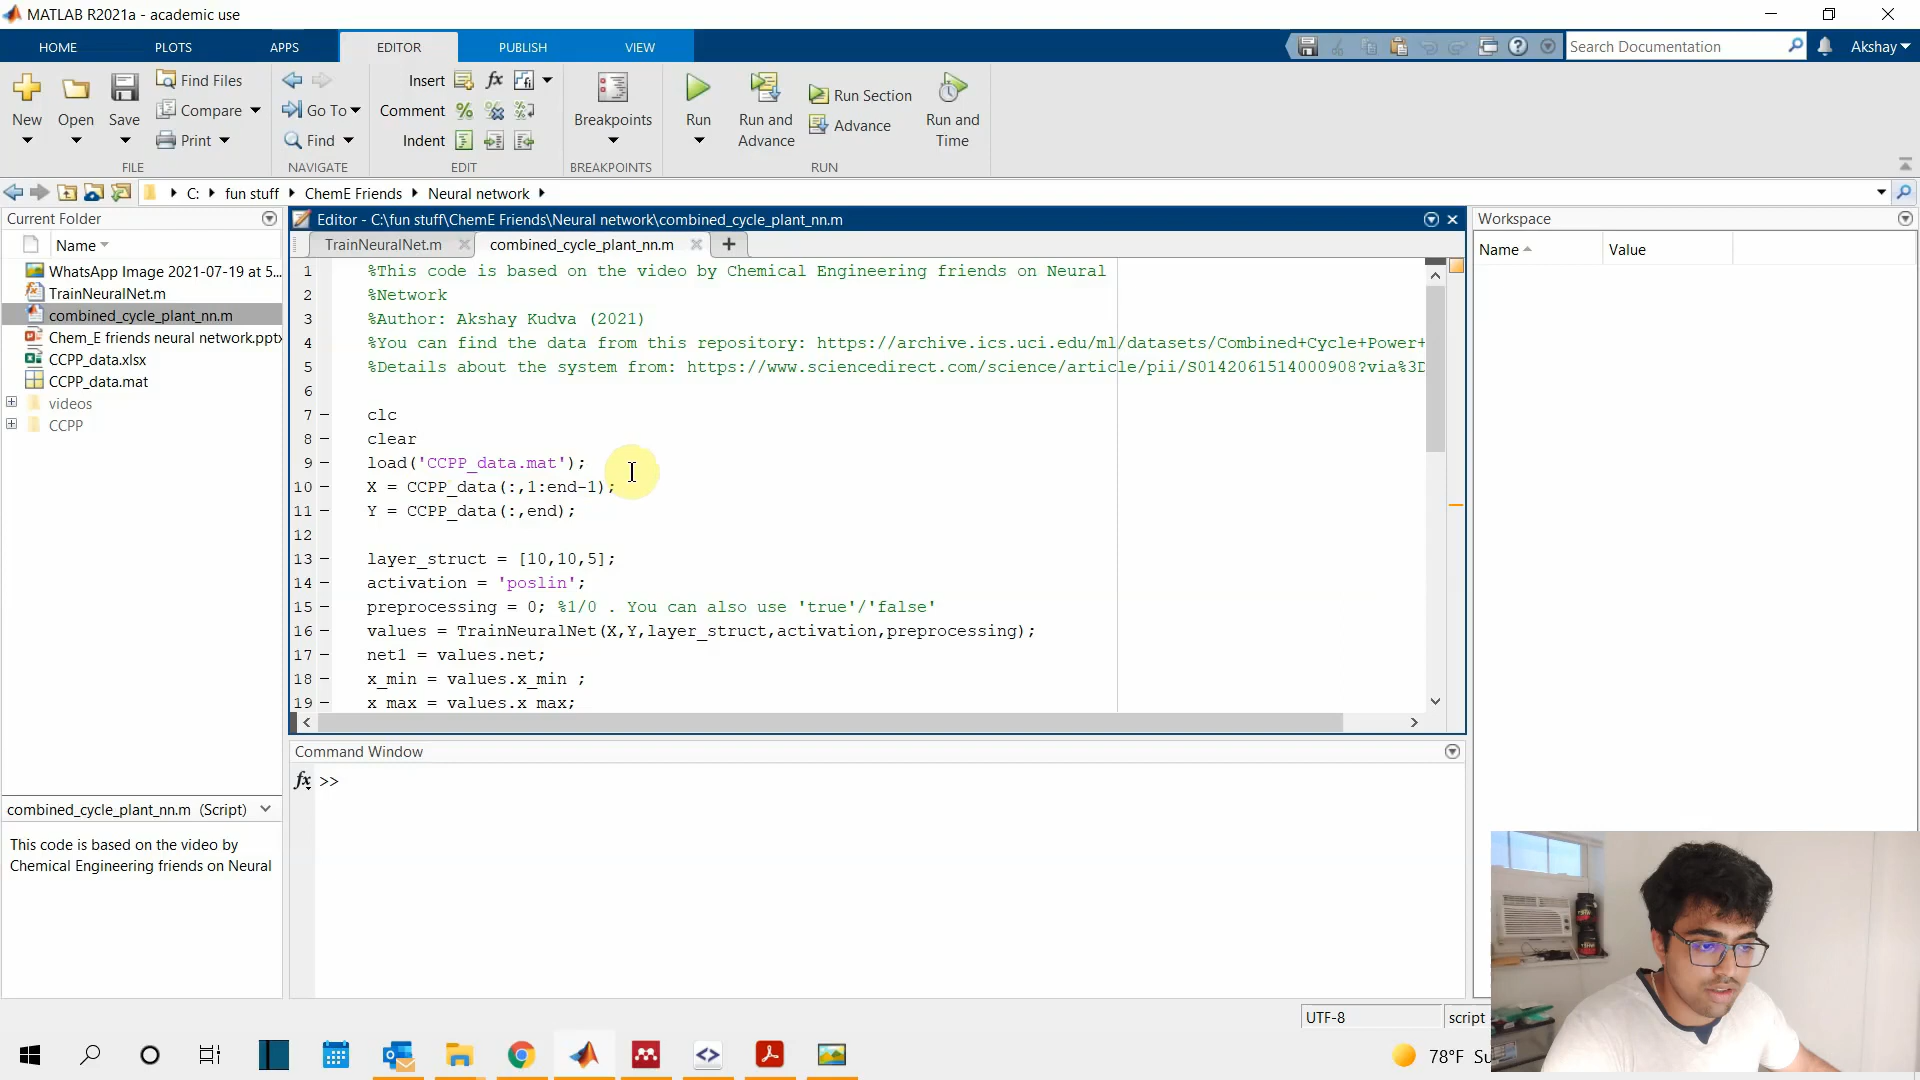 MATLAB R2021a - academic use
HOME PLOTS APPS EDITOR PUBLISH VIEW
Search Documentation
Akshay
New
Open
Save
Find Files
Compare
Print
FILE
Go To
Find
NAVIGATE
Insert
Comment
Indent
EDIT
Breakpoints
BREAKPOINTS
Run
Run and Advance
Run Section
Advance
Run and Time
RUN
C: fun stuff ChemE Friends Neural network
Current Folder
Name
WhatsApp Image 2021-07-19 at 5...
TrainNeuralNet.m
combined_cycle_plant_nn.m
Chem_E friends neural network.pptx
CCPP_data.xlsx
CCPP_data.mat
videos
CCPP
combined_cycle_plant_nn.m (Script)
This code is based on the video by
Chemical Engineering friends on Neural
Editor - C:\fun stuff\ChemE Friends\Neural network\combined_cycle_plant_nn.m
TrainNeuralNet.m combined_cycle_plant_nn.m
1 %This code is based on the video by Chemical Engineering friends on Neural
2 %Network
3 %Author: Akshay Kudva (2021)
4 %You can find the data from this repository: https://archive.ics.uci.edu/ml/datasets/Combined+Cycle+Power+
5 %Details about the system from: https://www.sciencedirect.com/science/article/pii/S0142061514000908?via%3D
6
7 – clc
8 – clear
9 – load('CCPP_data.mat');
10 – X = CCPP_data(:,1:end-1);
11 – Y = CCPP_data(:,end);
12
13 – layer_struct = [10,10,5];
14 – activation = 'poslin';
15 – preprocessing = 0; %1/0 . You can also use 'true'/'false'
16 – values = TrainNeuralNet(X,Y,layer_struct,activation,preprocessing);
17 – net1 = values.net;
18 – x_min = values.x_min ;
19 – x_max = values.x_max;
Command Window
fx >>
Workspace
Name Value
UTF-8 script
78°F Su